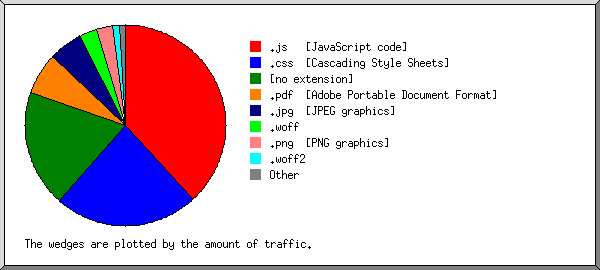 .js [JavaScript code]
.css [Cascading Style Sheets]
[no extension]
.pdf [Adobe Portable Document Format]
.jpg [JPEG graphics]
.woff
.png [PNG graphics]
.woff2
Other
The wedges are plotted by the amount of traffic.